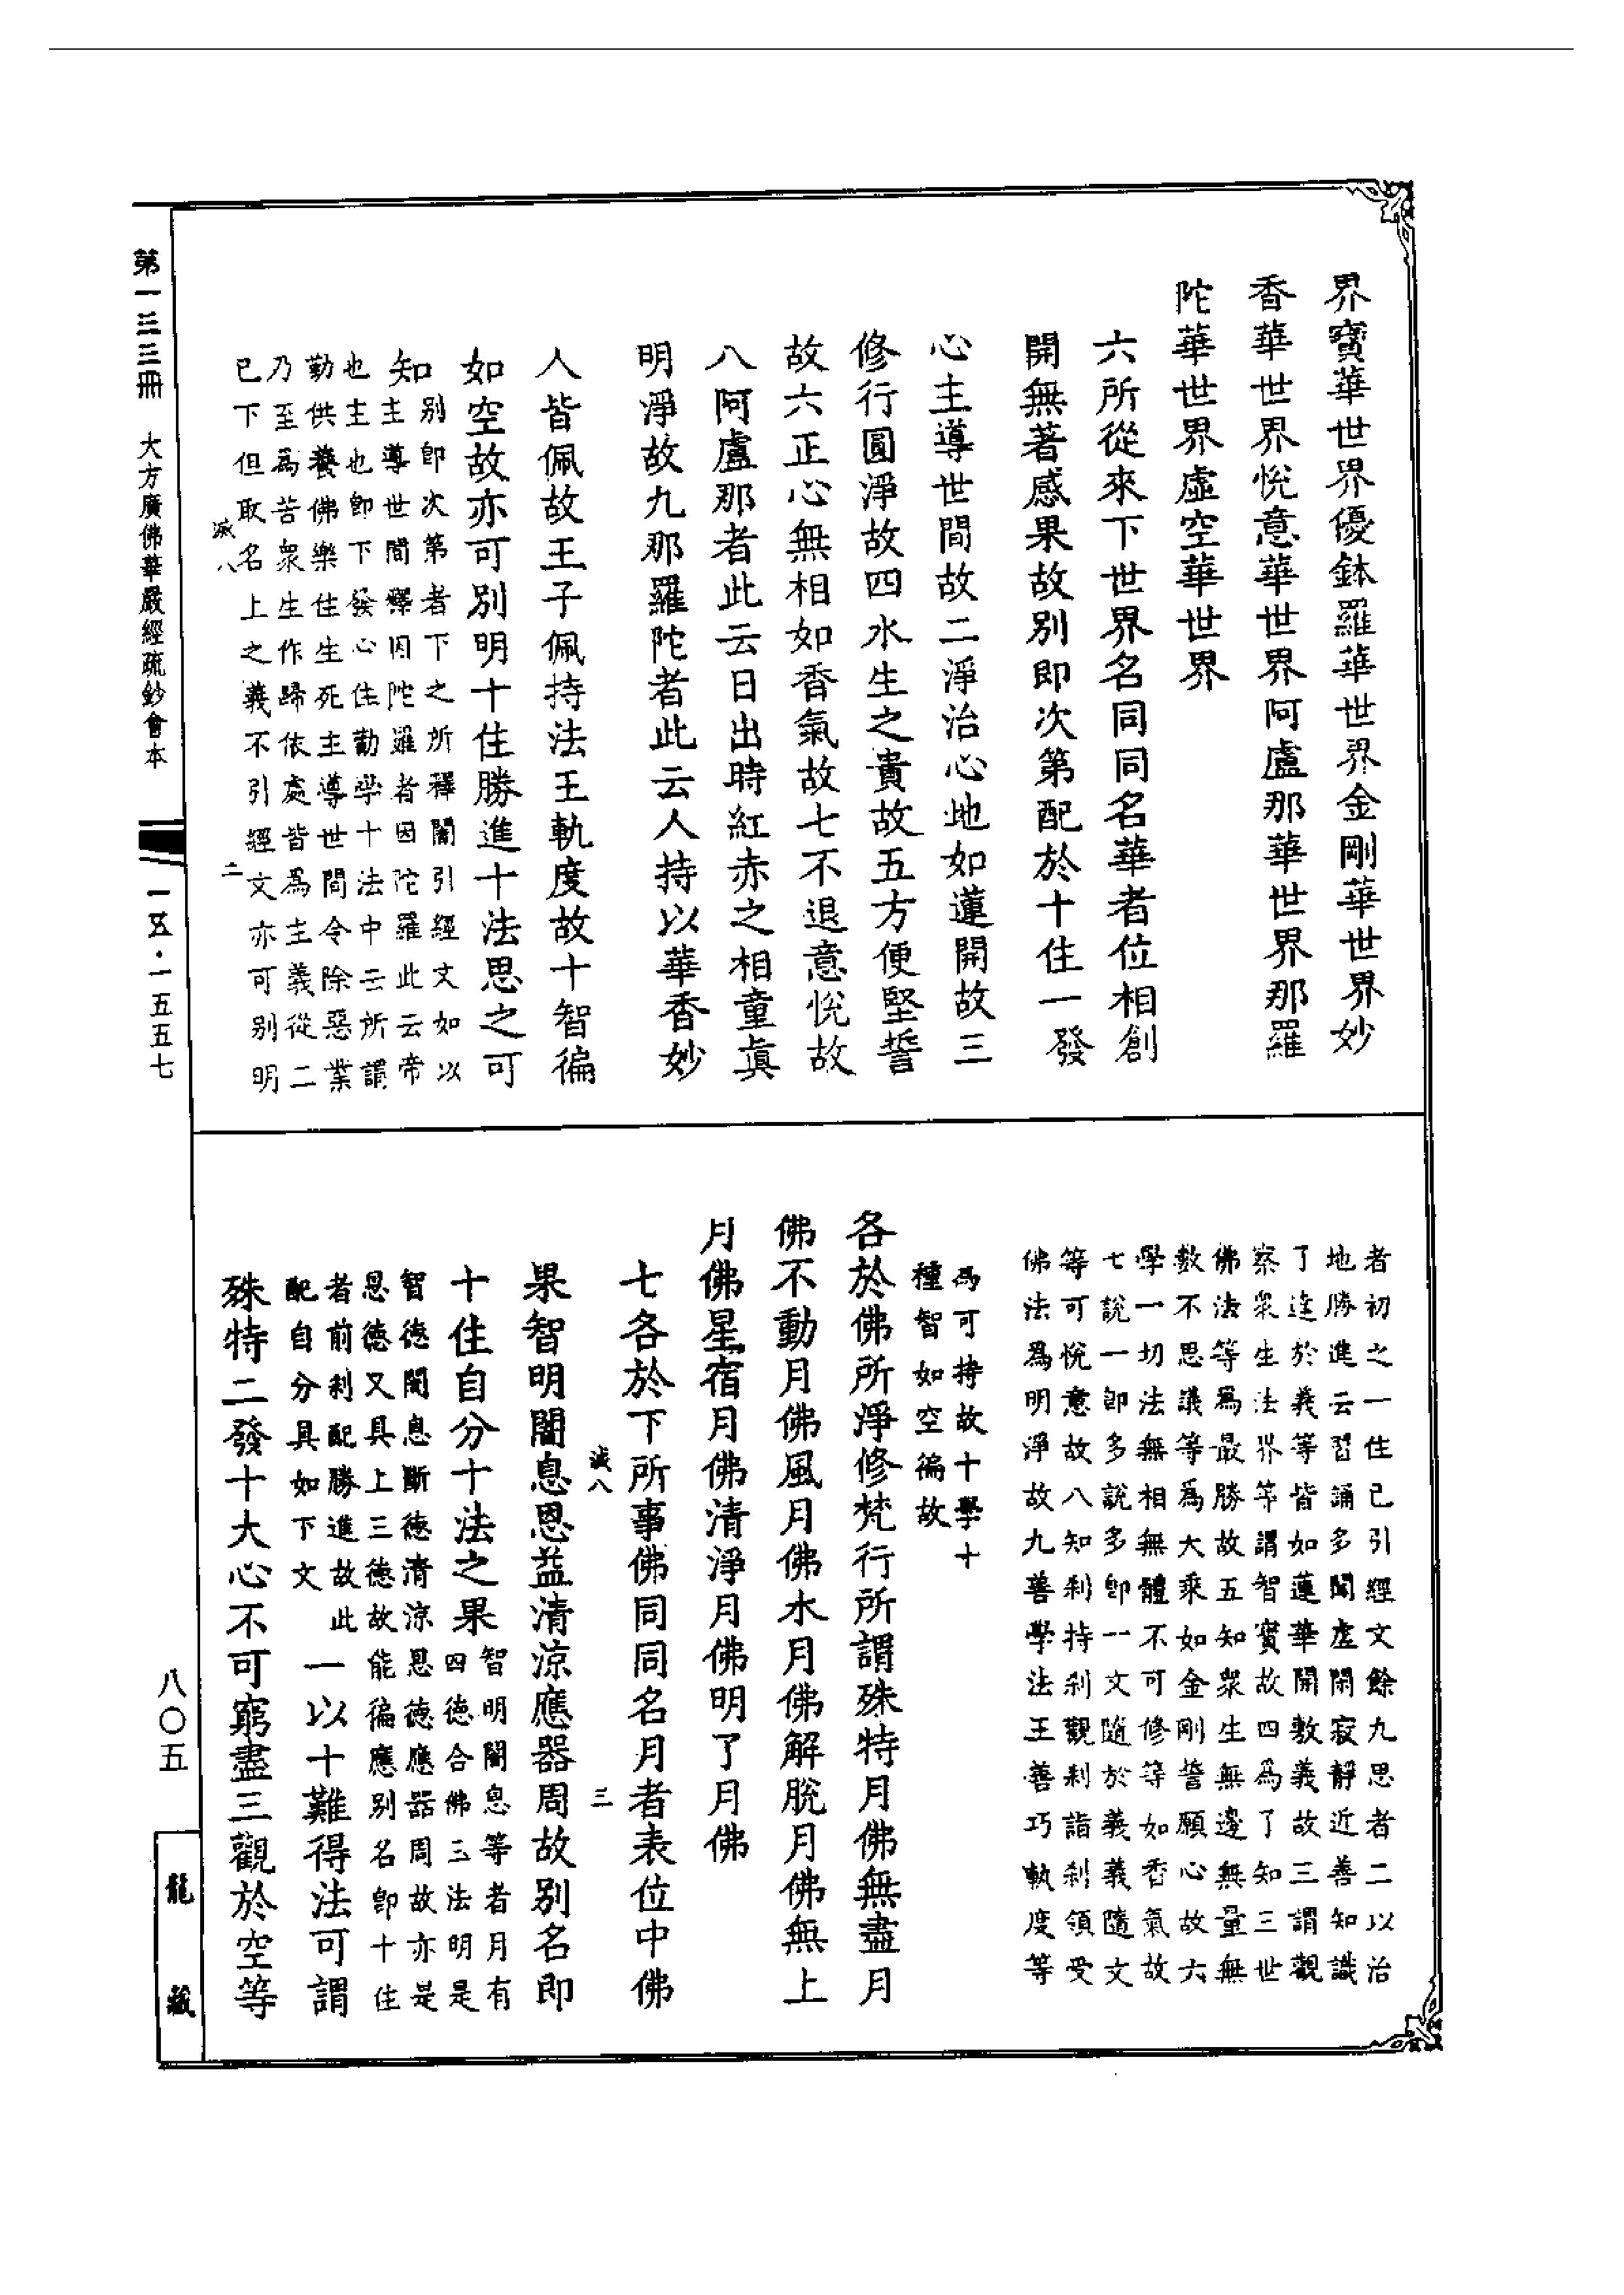 界寶華世界優鉢羅華世界金剛華世界妙
香華世界悅意華世界阿盧那華世界那羅
陀華世界虛空華世界
六所從來下世界名同同名華者位相創
開無著感果故別即次第配於十住一發
心主導世間故二淨治心地如蓮開故三
修行圓淨故四水生之貴故五方便堅誓
故六正心無相如香氣故七不退意悅故
八阿盧那者此云日出時紅赤之相童真
明淨故九那羅陀者此云人持以華香妙
人皆佩故王子佩持法王軌度故十智徧
如空故亦可別明十住勝進十法思之可
知
別即次第者下之所釋闇引經文如以
主導世間釋因陀羅者因陀羅此云帝
也主也即下發心住勤學十法中云所謂
勤供養佛樂住生死主導世間令除惡業
乃至為苦眾生作歸依處皆為主義從二
已下但取名上之義不引經文亦可別明
滅八
二
者初之一住已引經文餘九思者二以治
地勝進云習誦多聞虛閑寂靜近善知識
了達於義等皆如蓮華開敷義故三謂觀
察眾生法界等謂智實故四為了知三世
佛法等為最勝故五知眾生無邊無量無
數不思議等為大乘如金剛誓願心故六
學一切法無相無體不可修等如香氣故
七說一即多說多即一文隨於義義隨文
等可悅意故八知剎持剎觀剎詣剎領受
佛法為明淨故九善學法王善巧軌度等
為可持故十學十
種智如空徧故
各於佛所淨修梵行所謂殊特月佛無盡月
佛不動月佛風月佛水月佛解脫月佛無上
月佛星宿月佛清淨月佛明了月佛
七各於下所事佛同同名月者表位中佛
滅八
三
果智明闇息恩益清涼應器周故別名即
十住自分十法之果
智明闇息等者月有
四德合佛三法明是
智德闇息斷德清涼恩德應器周故亦是
恩德又具上三德故能徧應別名即十住
者前利配勝進故此
配自分具如下文
一以十難得法可謂
殊特二發十大心不可窮盡三觀於空等
第一三三冊 大方廣佛華嚴經疏鈔會本
一五·一五五七
八〇五
龍藏